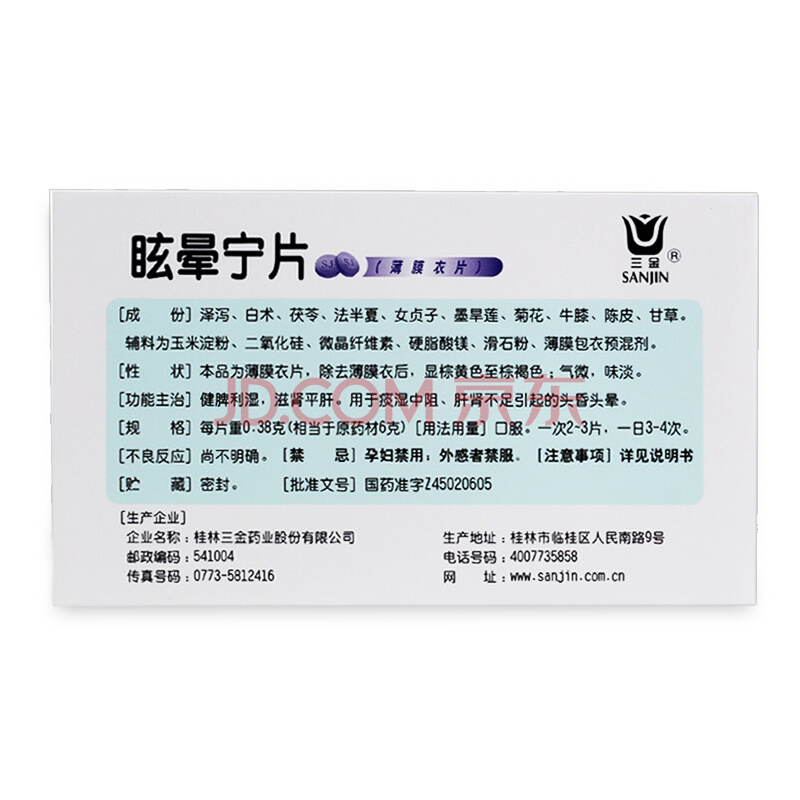 眩晕宁片
(薄膜衣片)
三金®
SANJIN
[成　份] 泽泻、白术、茯苓、法半夏、女贞子、墨旱莲、菊花、牛膝、陈皮、甘草。
辅料为玉米淀粉、二氧化硅、微晶纤维素、硬脂酸镁、滑石粉、薄膜包衣预混剂。
[性　状] 本品为薄膜衣片，除去薄膜衣后，显棕黄色至棕褐色；气微，味淡。
[功能主治] 健脾利湿，滋肾平肝。用于痰湿中阻、肝肾不足引起的头昏头晕。
[规　格] 每片重0.38克(相当于原药材6克) [用法用量] 口服。一次2~3片，一日3-4次。
[不良反应] 尚不明确。 [禁　忌] 孕妇禁用；外感者禁服。 [注意事项] 详见说明书
[贮　藏] 密封。 [批准文号] 国药准字Z45020605
[生产企业]
企业名称：桂林三金药业股份有限公司 生产地址：桂林市临桂区人民南路9号
邮政编码：541004 电话号码：4007735858
传真号码：0773-5812416 网　址：www.sanjin.com.cn
JD.COM 京东